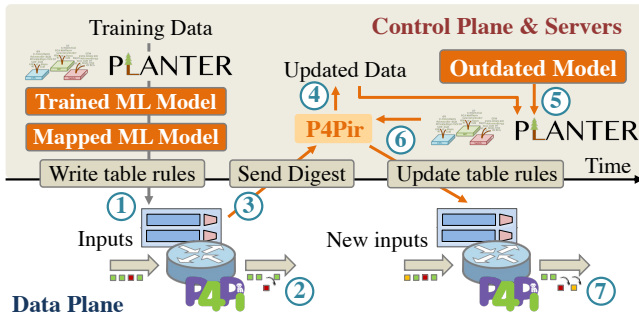 Training Data
Control Plane & Servers
PLANTER
Updated Data
Outdated Model
Trained ML Model
4
5
Mapped ML Model
P4Pir
6
PLANTER
Write table rules
Send Digest
Update table rules
Time
1
3
Inputs
New inputs
2
7
Data Plane
P4Pi
P4Pi